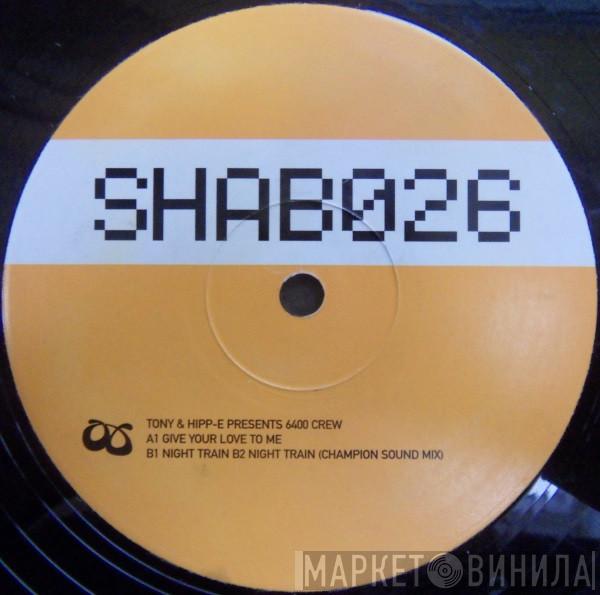 SHAB026
TONY & HIPP-E PRESENTS 6400 CREW
A1 GIVE YOUR LOVE TO ME
B1 NIGHT TRAIN B2 NIGHT TRAIN (CHAMPION SOUND MIX)
МАРКЕТ ВИНИЛА